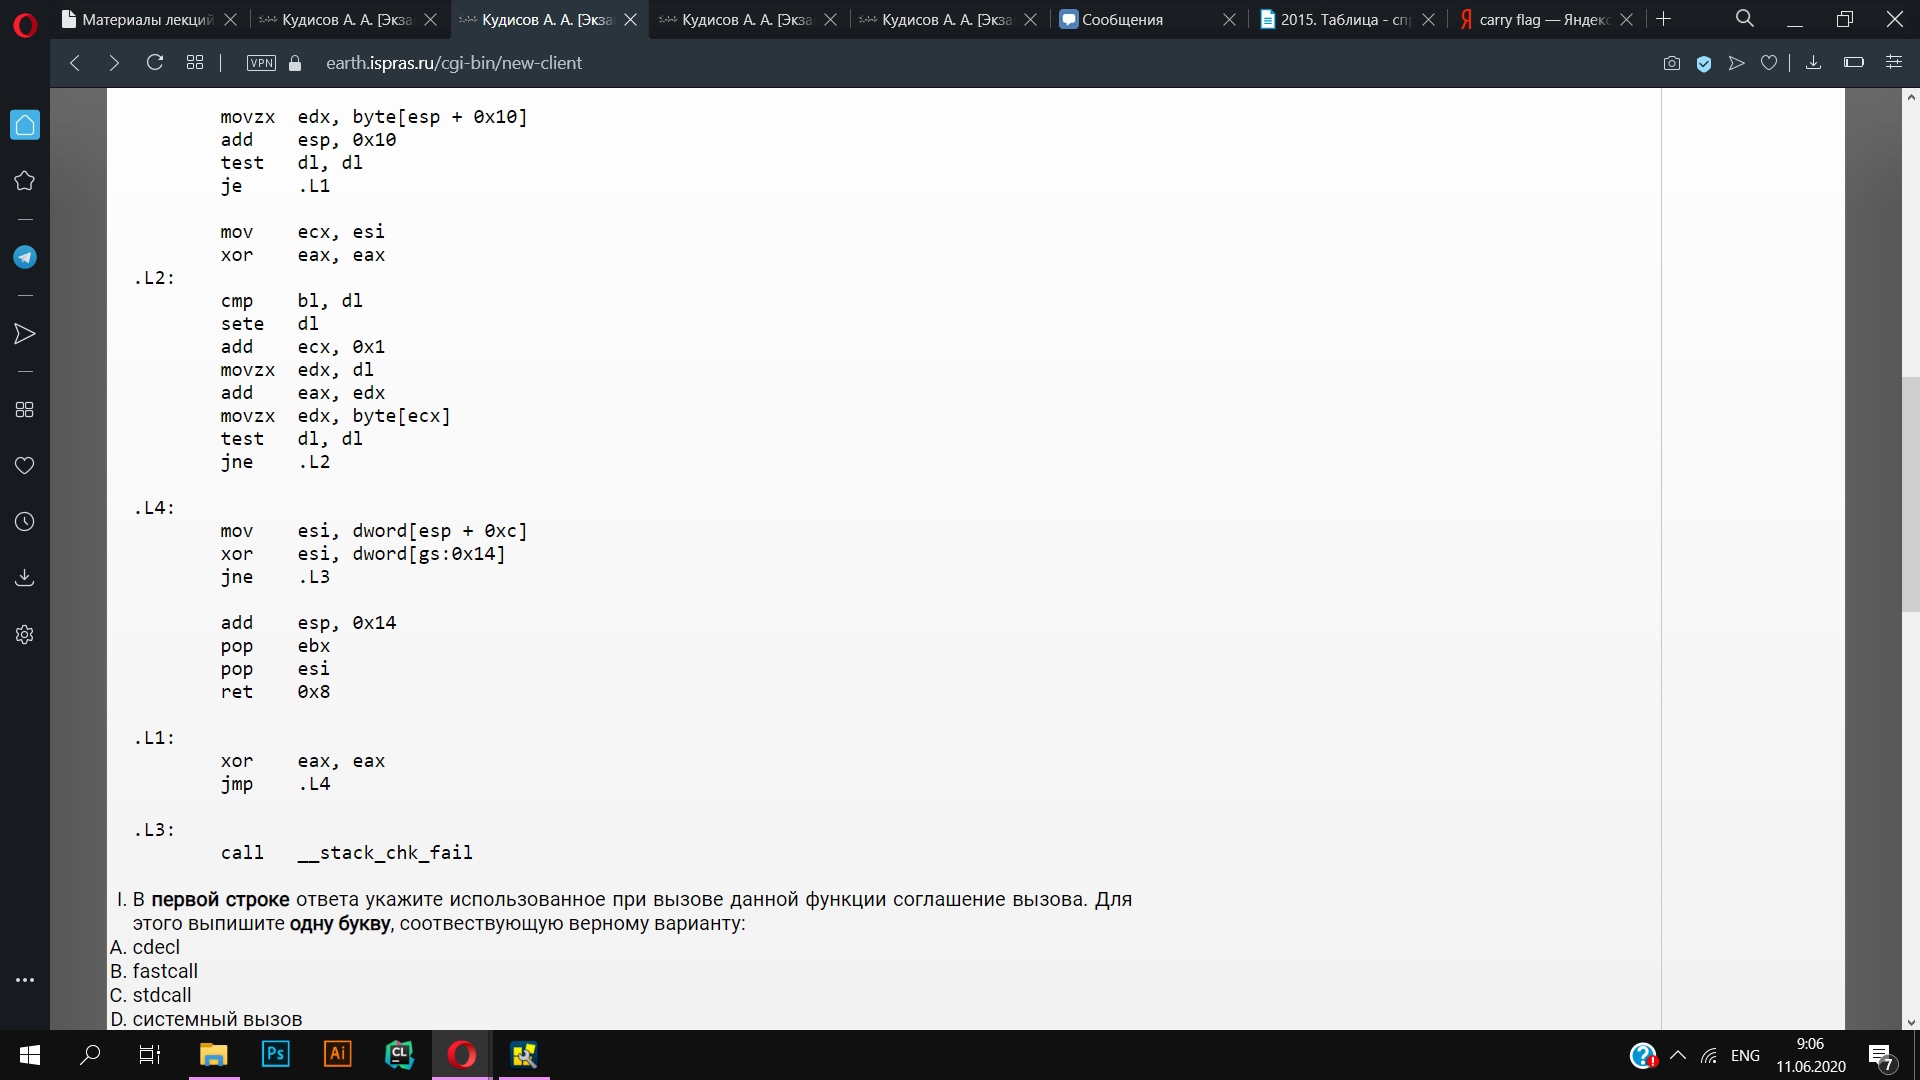 Материалы лекций
Кудисов А. А. [Экза
Кудисов А. А. [Экза
Кудисов А. А. [Экза
Кудисов А. А. [Экза
Сообщения
2015. Таблица - сп
carry flag — Яндекс
VPN
earth.ispras.ru/cgi-bin/new-client
movzx edx, byte[esp + 0x10]
add esp, 0x10
test dl, dl
je .L1
mov ecx, esi
xor eax, eax
.L2:
cmp bl, dl
sete dl
add ecx, 0x1
movzx edx, dl
add eax, edx
movzx edx, byte[ecx]
test dl, dl
jne .L2
.L4:
mov esi, dword[esp + 0xc]
xor esi, dword[gs:0x14]
jne .L3
add esp, 0x14
pop ebx
pop esi
ret 0x8
.L1:
xor eax, eax
jmp .L4
.L3:
call __stack_chk_fail
I. В первой строке ответа укажите использованное при вызове данной функции соглашение вызова. Для
этого выпишите одну букву, соотвествующую верному варианту:
A. cdecl
B. fastcall
C. stdcall
D. системный вызов
Ps
Ai
CL
ENG
9:06
11.06.2020
7